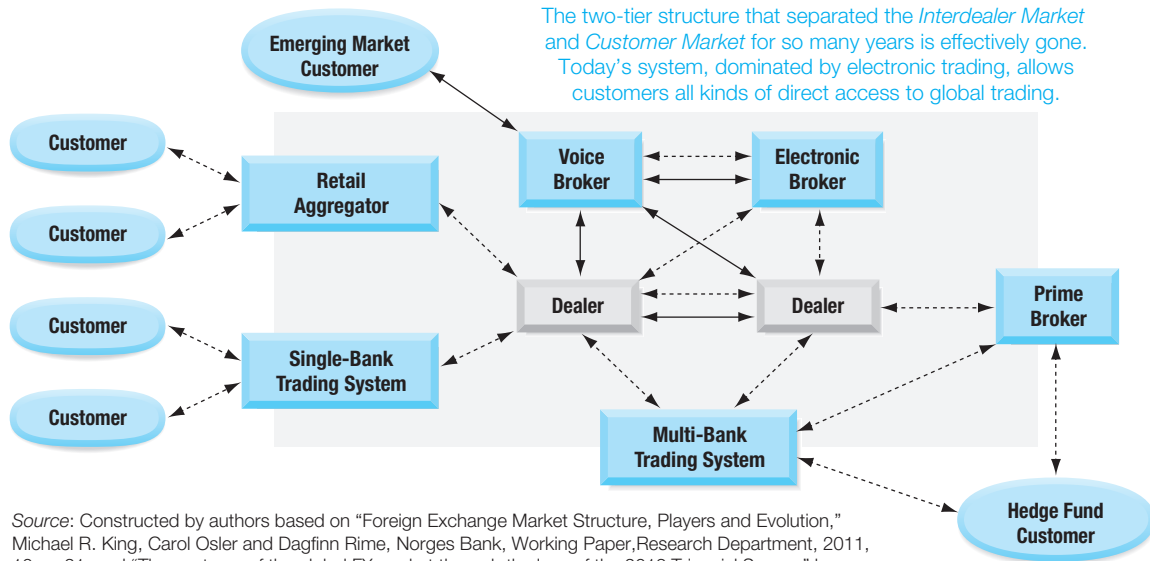 The two-tier structure that separated the Interdealer Market
and Customer Market for so many years is effectively gone.
Today's system, dominated by electronic trading, allows
customers all kinds of direct access to global trading.
Emerging Market
Customer
Customer
Customer
Customer
Customer
Retail
Aggregator
Single-Bank
Trading System
Voice
Broker
Electronic
Broker
Dealer
Dealer
Prime
Broker
Multi-Bank
Trading System
Hedge Fund
Customer
Source: Constructed by authors based on “Foreign Exchange Market Structure, Players and Evolution,”
Michael R. King, Carol Osler and Dagfinn Rime, Norges Bank, Working Paper,Research Department, 2011,